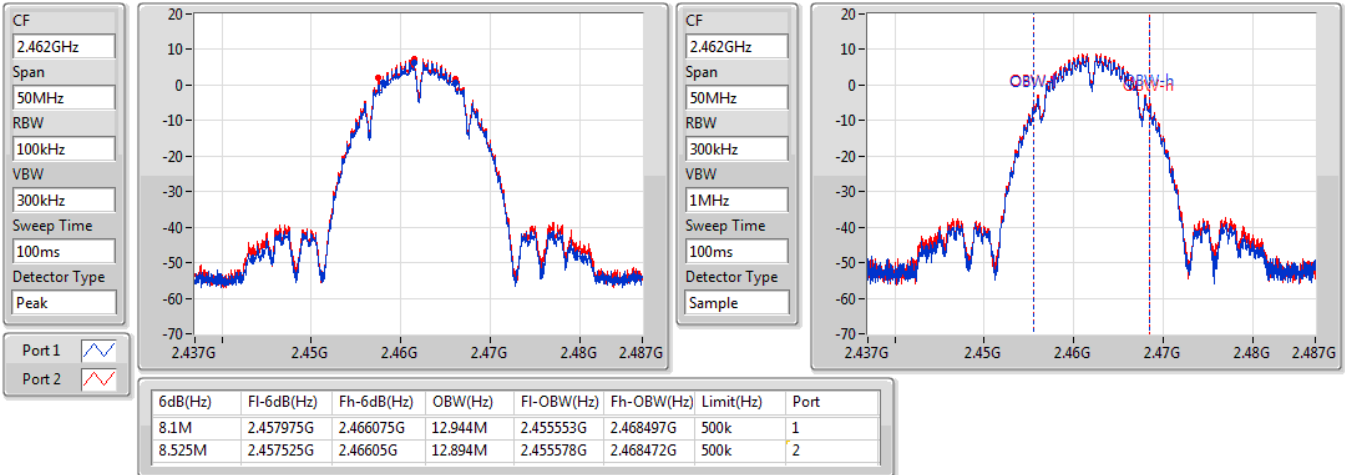 CF
2.462GHz
Span
50MHz
RBW
100kHz
VBW
300kHz
Sweep Time
100ms
Detector Type
Peak
Port 1
Port 2
20
10
0
-10
-20
-30
-40
-50
-60
-70
2.437G 2.45G 2.46G 2.47G 2.48G 2.487G
CF
2.462GHz
Span
50MHz
RBW
300kHz
VBW
1MHz
Sweep Time
100ms
Detector Type
Sample
20
10
0
-10
-20
-30
-40
-50
-60
-70
OBW- OBW-h
OBW-h
2.437G 2.45G 2.46G 2.47G 2.48G 2.487G
6dB(Hz) Fl-6dB(Hz) Fh-6dB(Hz) OBW(Hz) Fl-OBW(Hz) Fh-OBW(Hz) Limit(Hz) Port
8.1M 2.457975G 2.466075G 12.944M 2.455553G 2.468497G 500k 1
8.525M 2.457525G 2.46605G 12.894M 2.455578G 2.468472G 500k 2